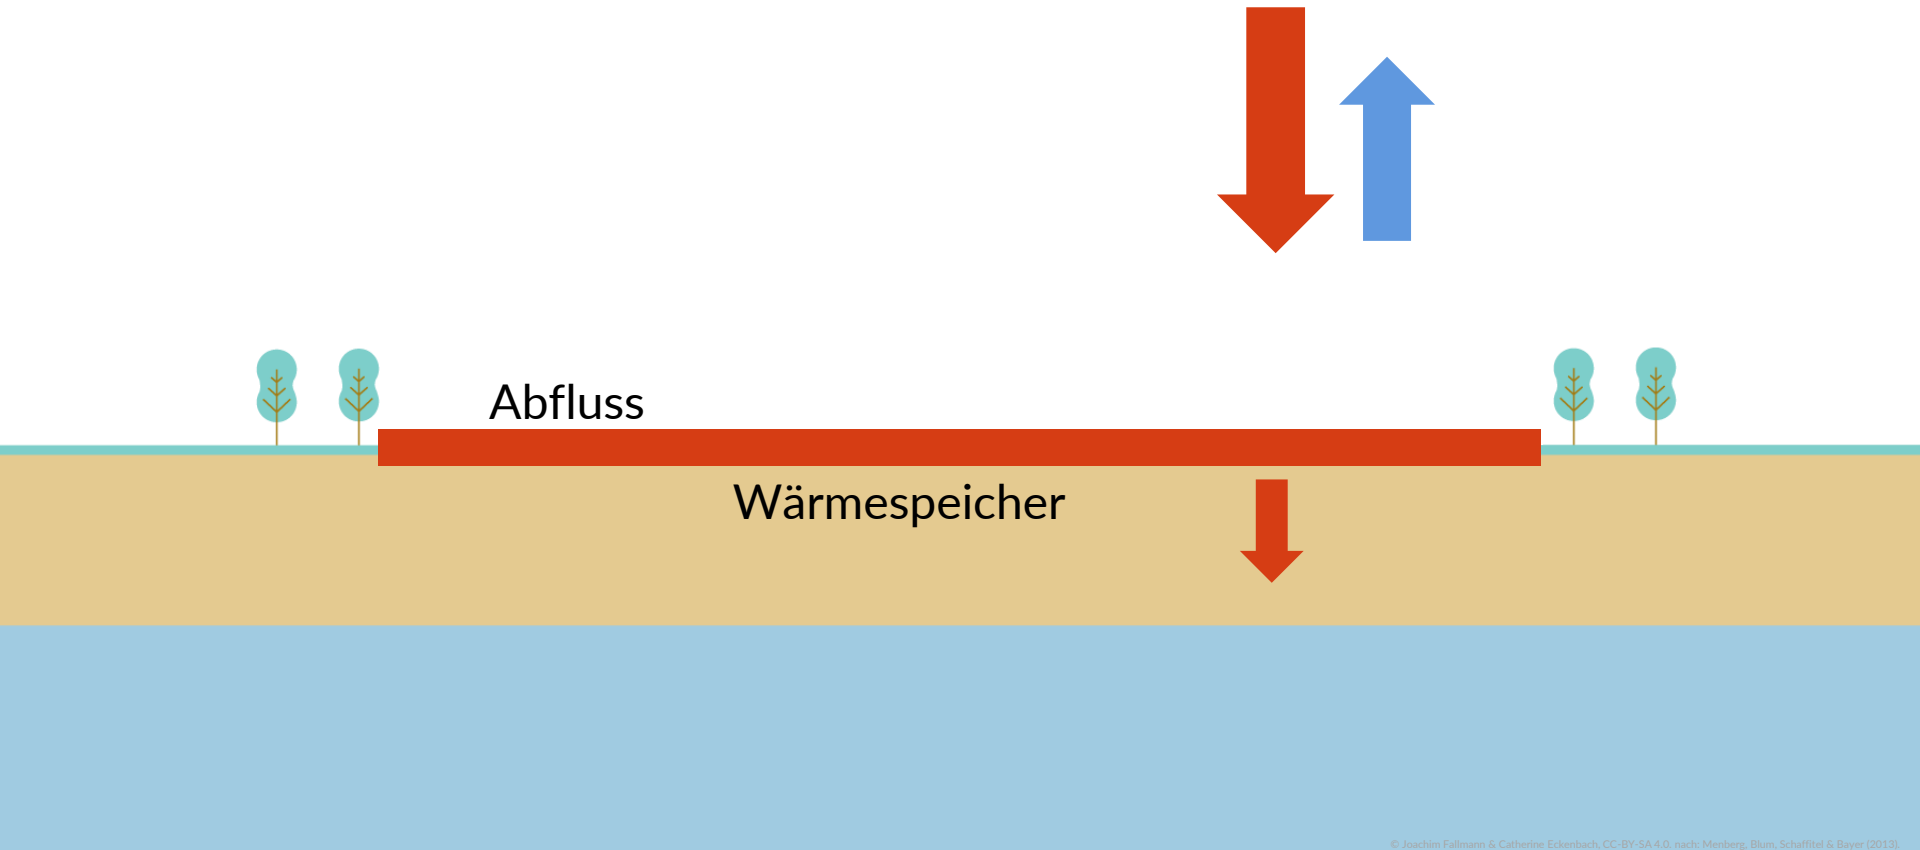 Abfluss
Wärmespeicher
© Joachim Fallmann & Catherine Eckenbach, CC-BY-SA 4.0. nach: Menberg, Blum, Schaffitel & Bayer (2013).